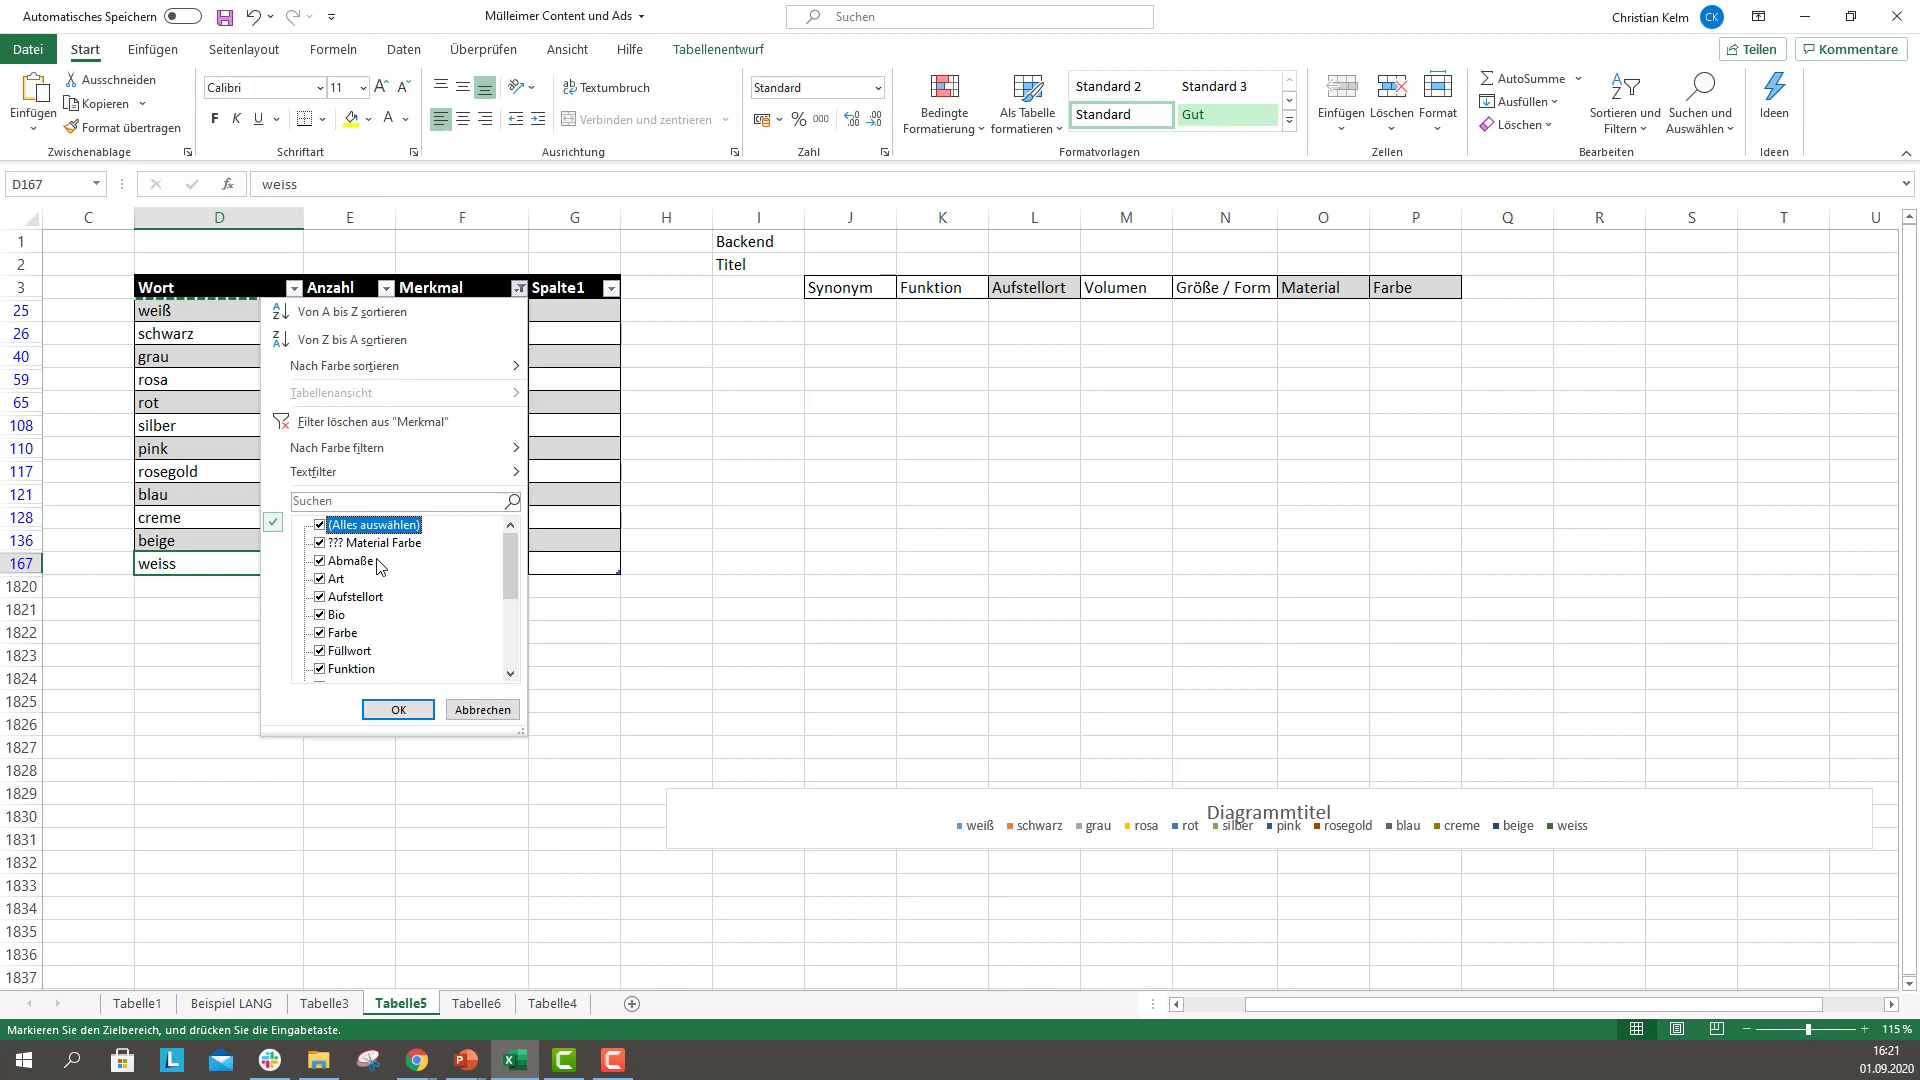 Automatisches Speichern
Mülleimer Content und Ads
Suchen
Christian Kelm
CK
Datei
Start
Einfügen
Seitenlayout
Formeln
Daten
Überprüfen
Ansicht
Hilfe
Tabellenentwurf
Teilen
Kommentare
Einfügen
Ausschneiden
Kopieren
Format übertragen
Zwischenablage
Calibri
11
F K U
Schriftart
Textumbruch
Verbinden und zentrieren
Ausrichtung
Standard
% 000
Zahl
Bedingte Formatierung
Als Tabelle formatieren
Standard 2
Standard 3
Standard
Gut
Formatvorlagen
Einfügen
Löschen
Format
Zellen
AutoSumme
Ausfüllen
Löschen
Sortieren und Filtern
Suchen und Auswählen
Bearbeiten
Ideen
Ideen
D167
fx
weiss
C D E F G H I J K L M N O P Q R S T U
1 Backend
2 Titel
3 Wort Anzahl Merkmal Spalte1 Synonym Funktion Aufstellort Volumen Größe / Form Material Farbe
25 weiß
26 schwarz
40 grau
59 rosa
65 rot
108 silber
110 pink
117 rosegold
121 blau
128 creme
136 beige
167 weiss
1820
1821
1822
1823
1824
1825
1826
1827
1828
1829
1830
1831
1832
1833
1834
1835
1836
1837
Von A bis Z sortieren
Von Z bis A sortieren
Nach Farbe sortieren
Tabellenansicht
Filter löschen aus "Merkmal"
Nach Farbe filtern
Textfilter
Suchen
(Alles auswählen)
??? Material Farbe
Abmaße
Art
Aufstellort
Bio
Farbe
Füllwort
Funktion
OK
Abbrechen
Diagrammtitel
weiß schwarz grau rosa rot silber pink rosegold blau creme beige weiss
Tabelle1
Beispiel LANG
Tabelle3
Tabelle5
Tabelle6
Tabelle4
Markieren Sie den Zielbereich, und drücken Sie die Eingabetaste.
115 %
16:21
01.09.2020